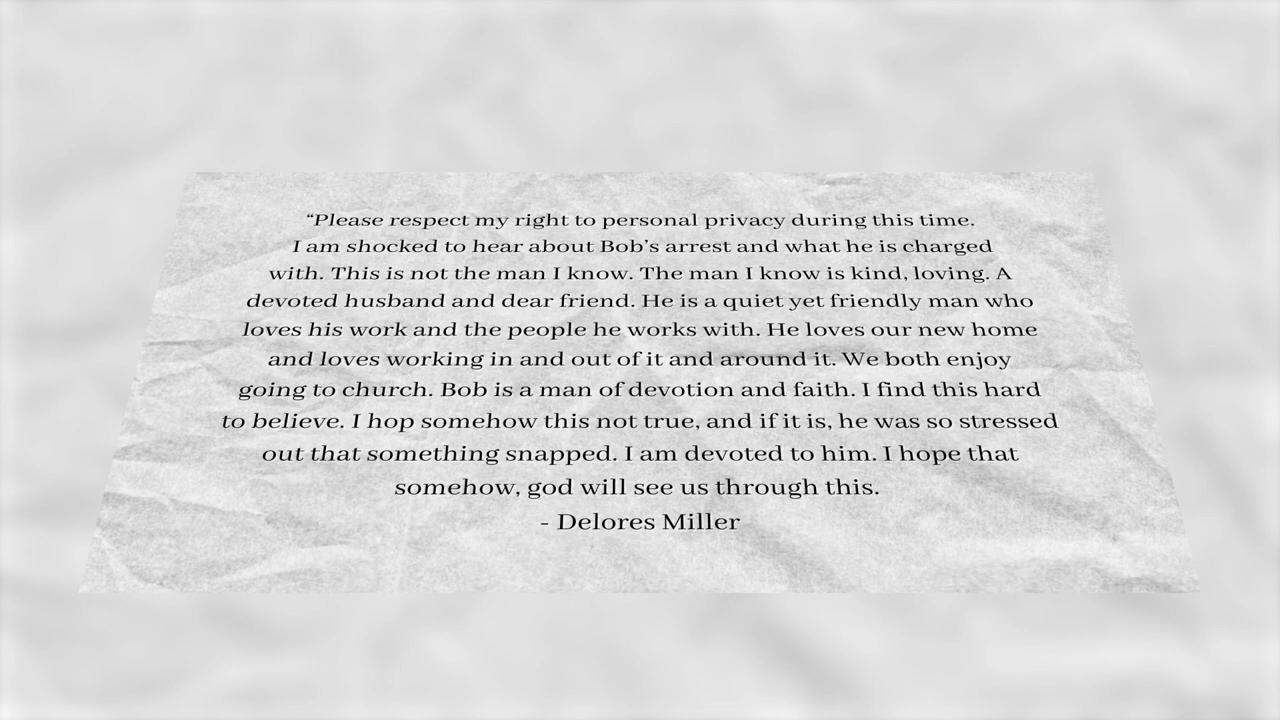 “Please respect my right to personal privacy during this time.
I am shocked to hear about Bob’s arrest and what he is charged
with. This is not the man I know. The man I know is kind, loving. A
devoted husband and dear friend. He is a quiet yet friendly man who
loves his work and the people he works with. He loves our new home
and loves working in and out of it and around it. We both enjoy
going to church. Bob is a man of devotion and faith. I find this hard
to believe. I hop somehow this not true, and if it is, he was so stressed
out that something snapped. I am devoted to him. I hope that
somehow, god will see us through this.
- Delores Miller